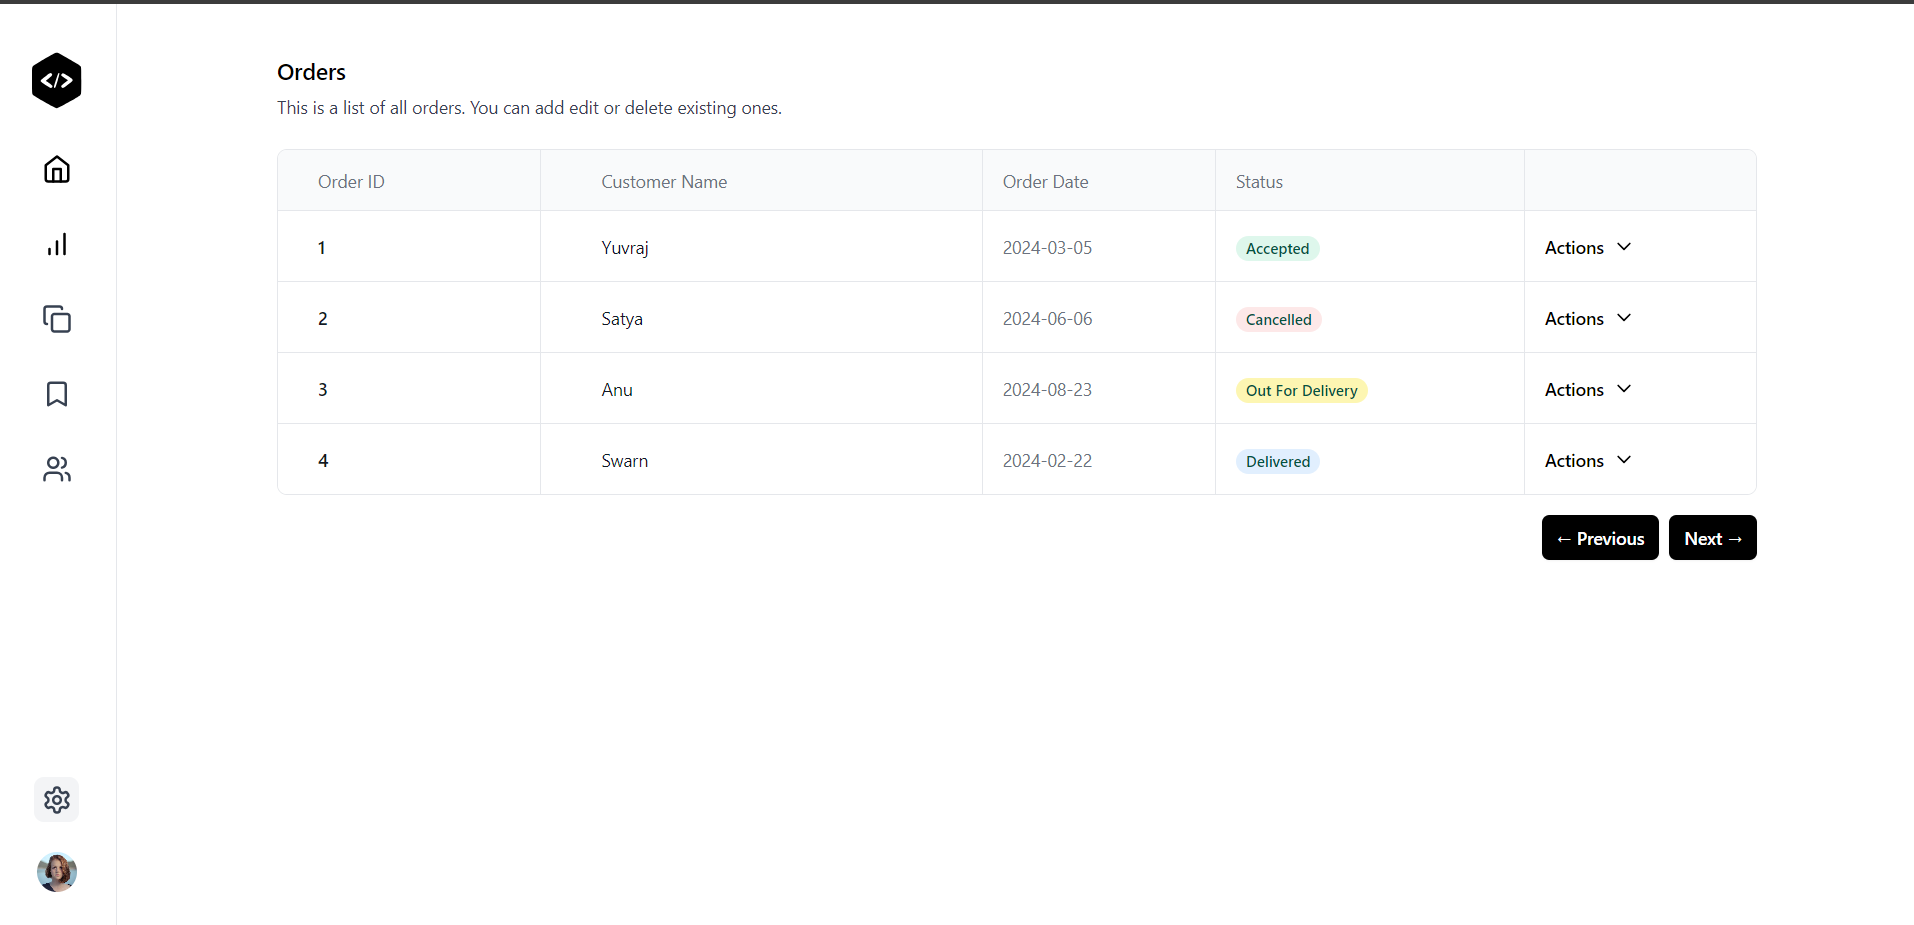 </>
Orders
This is a list of all orders. You can add edit or delete existing ones.
Order ID Customer Name Order Date Status
1 Yuvraj 2024-03-05 Accepted Actions
2 Satya 2024-06-06 Cancelled Actions
3 Anu 2024-08-23 Out For Delivery Actions
4 Swarn 2024-02-22 Delivered Actions
← Previous Next →